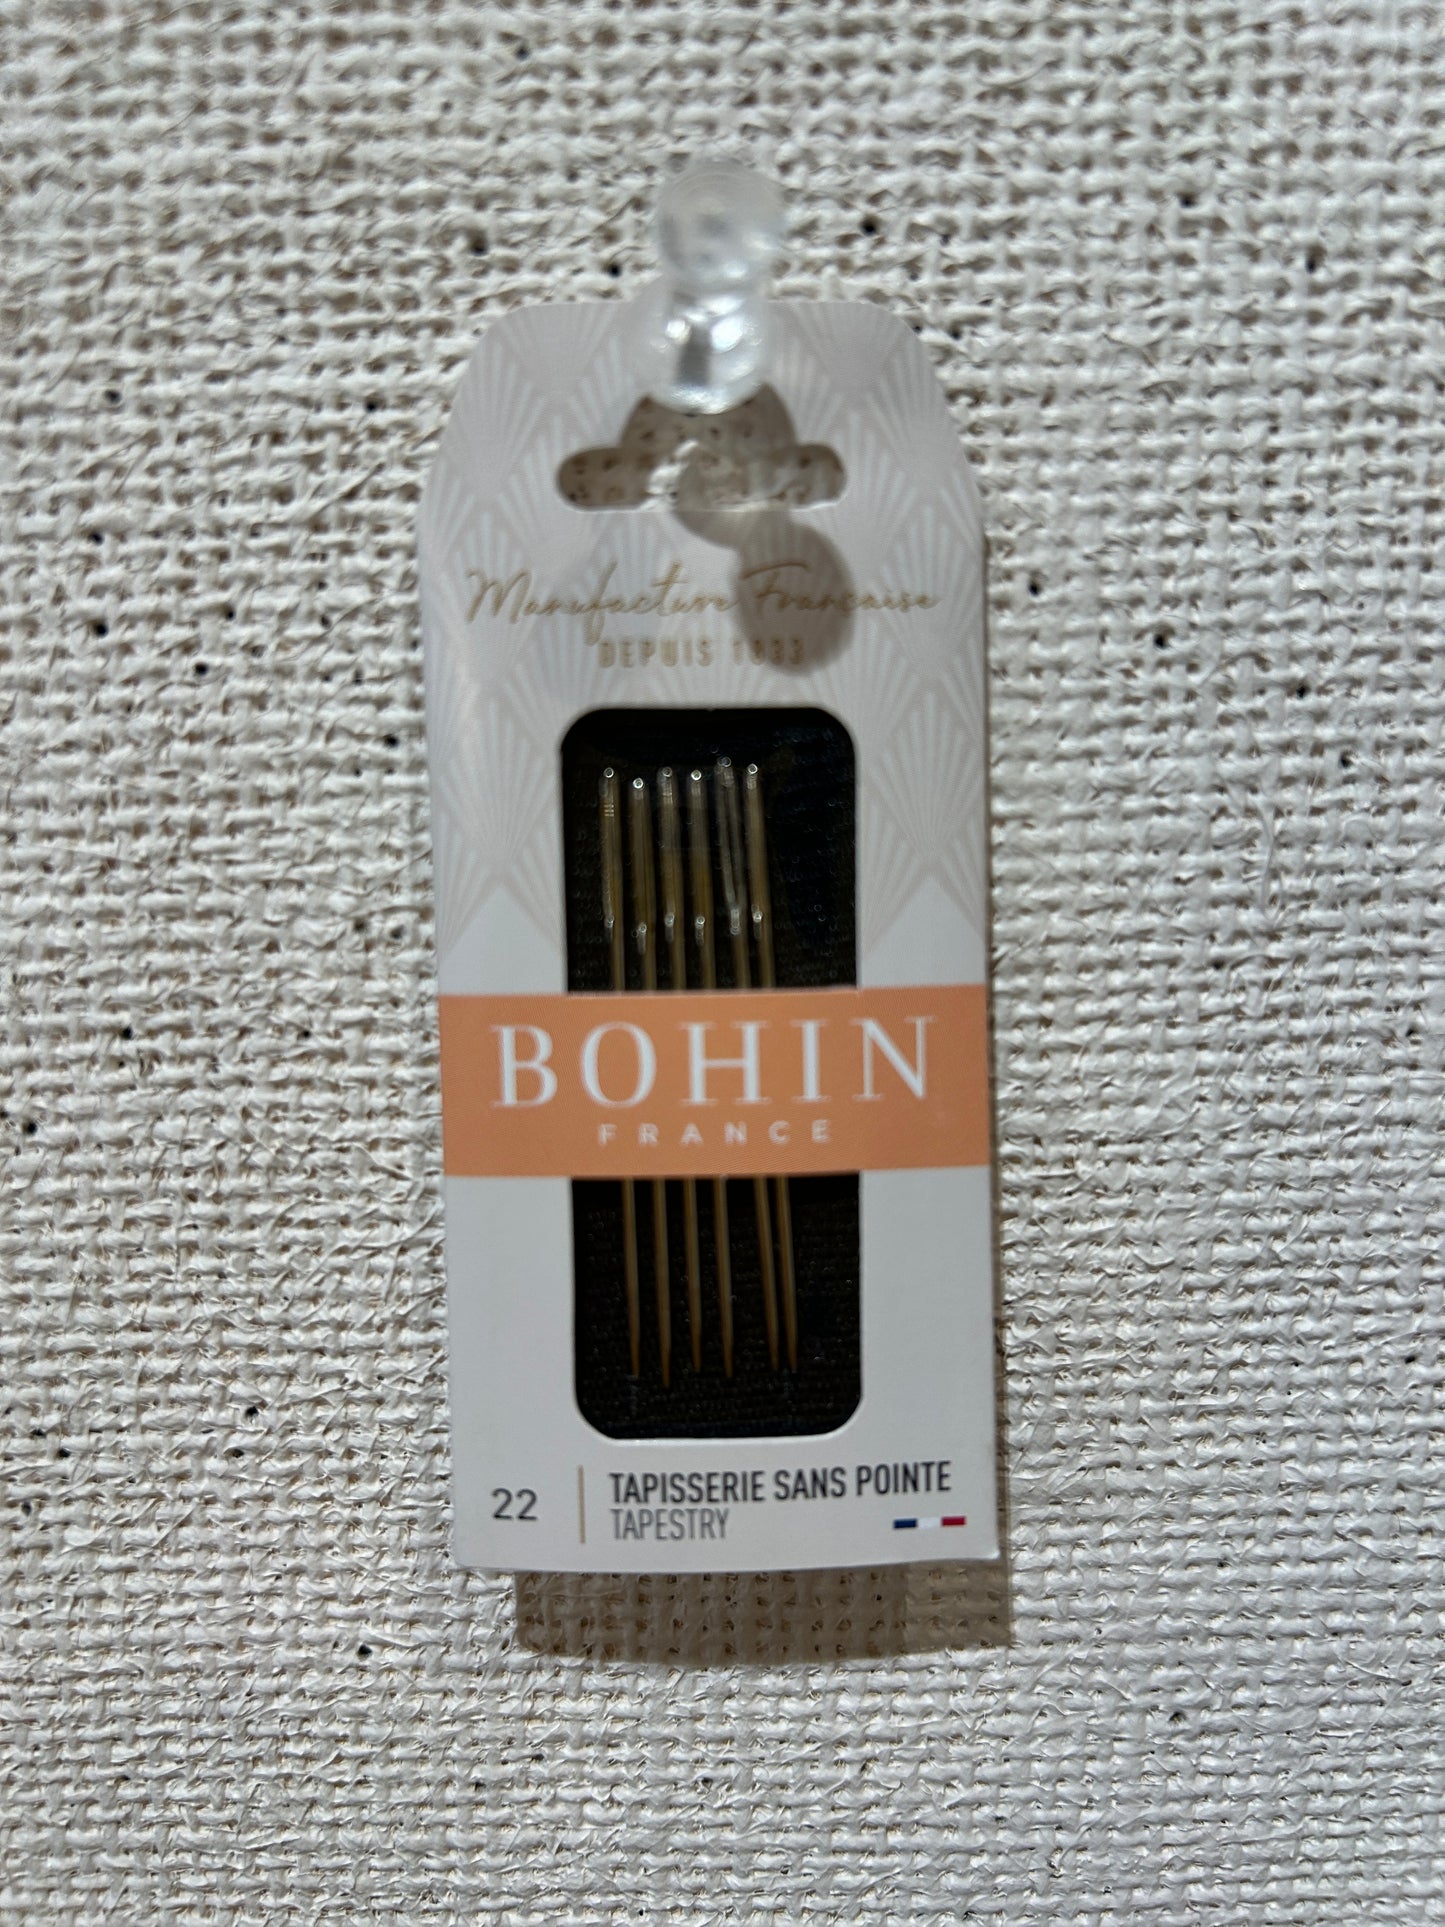 Manufacture Française
DEPUIS 1833
BOHIN
FRANCE
22
TAPISSERIE SANS POINTE
TAPESTRY